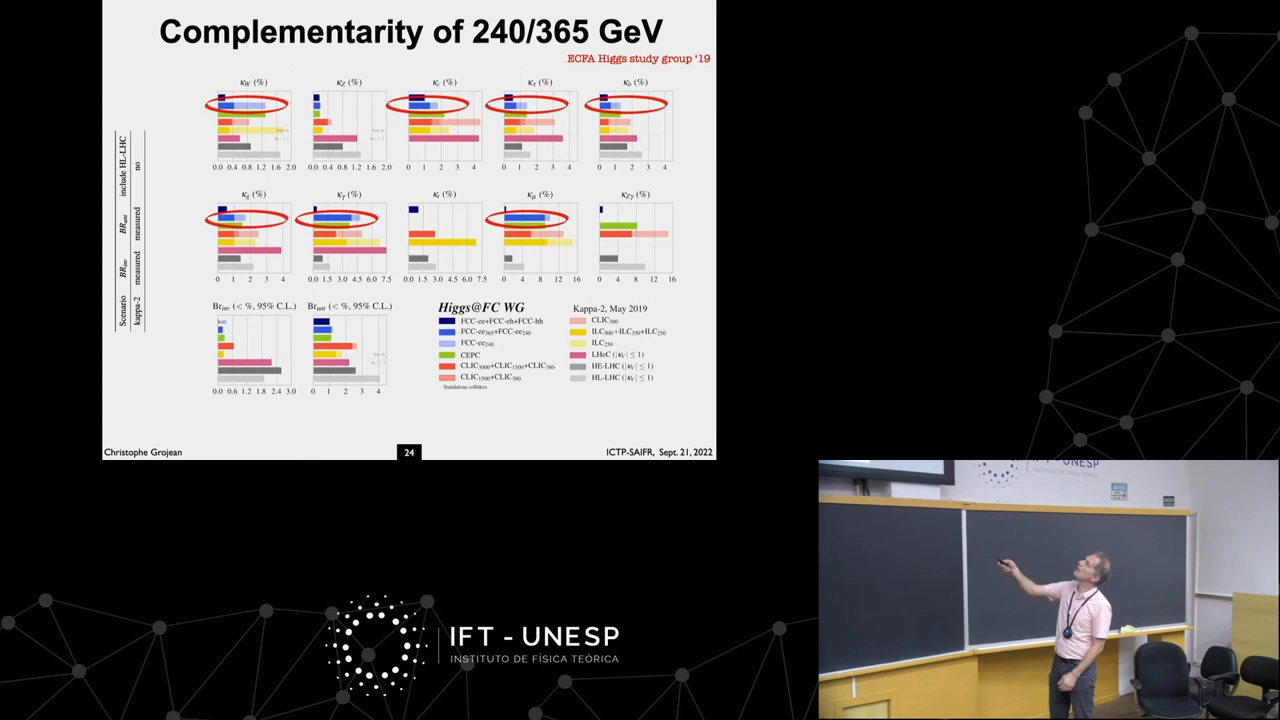 Complementarity of 240/365 GeV
ECFA Higgs study group ‘19
κW (%)
κZ (%)
κc (%)
κτ (%)
κb (%)
0.0 0.4 0.8 1.2 1.6 2.0
0.0 0.4 0.8 1.2 1.6 2.0
0 1 2 3 4
0 1 2 3 4
0 1 2 3 4
κg (%)
κγ (%)
κt (%)
κμ (%)
κZγ (%)
0 1 2 3 4
0.0 1.5 3.0 4.5 6.0 7.5
0.0 1.5 3.0 4.5 6.0 7.5
0 4 8 12 16
0 4 8 12 16
Brinv (< %, 95% C.L.)
Brunt (< %, 95% C.L.)
0.0 0.6 1.2 1.8 2.4 3.0
0 1 2 3 4
Scenario BRinv BRunt include HL-LHC
kappa-2 measured measured no
Higgs@FC WG
FCC-ee+FCC-eh+FCC-hh
FCC-ee365+FCC-ee240
FCC-ee240
CEPC
CLIC3000+CLIC1500+CLIC380
CLIC1500+CLIC380
Standalone colliders
Kappa-2, May 2019
CLIC380
ILC500+ILC350+ILC250
ILC250
LHeC (|κV| ≤ 1)
HE-LHC (|κV| ≤ 1)
HL-LHC (|κV| ≤ 1)
Christophe Grojean
24
ICTP-SAIFR, Sept. 21, 2022
IFT - UNESP
INSTITUTO DE FÍSICA TEÓRICA
IFT - UNESP
INSTITUTO DE FÍSICA TEÓRICA